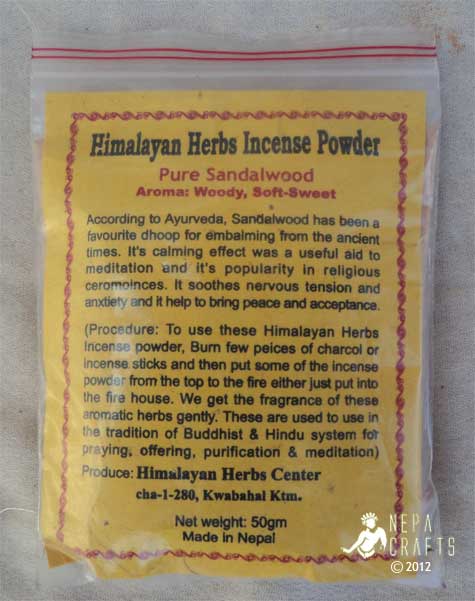 Himalayan Herbs Incense Powder
Pure Sandalwood
Aroma: Woody, Soft-Sweet
According to Ayurveda, Sandalwood has been a
favourite dhoop for embalming from the ancient
times. It's calming effect was a useful aid to
meditation and it's popularity in religious
ceromoinces. It soothes nervous tension and
anxtiety and it help to bring peace and acceptance.
(Procedure: To use these Himalayan Herbs
Incense powder, Burn few peices of charcol or
incense sticks and then put some of the incense
powder from the top to the fire either just put into
the fire house. We get the fragrance of these
aromatic herbs gently. These are used to use in
the tradition of Buddhist & Hindu system for
praying, offering, purification & meditation)
Produce: Himalayan Herbs Center
cha-1-280, Kwabahal Ktm.
Net weight: 50gm
Made in Nepal
NEPA
CRAFTS
© 2012